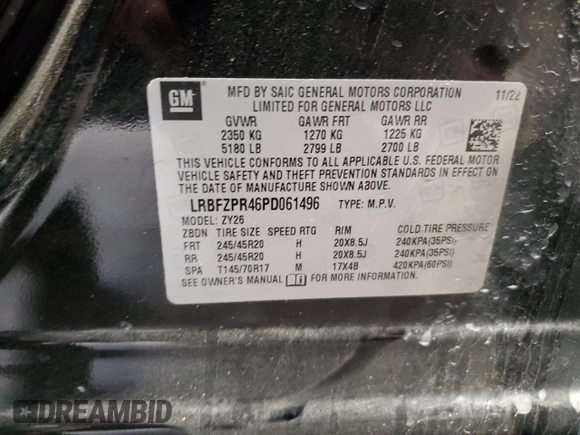 GM
MFD BY SAIC GENERAL MOTORS CORPORATION
LIMITED FOR GENERAL MOTORS LLC
11/22
GVWR GAWR FRT GAWR RR
2350 KG 1270 KG 1225 KG
5180 LB 2799 LB 2700 LB
THIS VEHICLE CONFORMS TO ALL APPLICABLE U.S. FEDERAL MOTOR
VEHICLE SAFETY AND THEFT PREVENTION STANDARDS IN EFFECT ON
THE DATE OF MANUFACTURE SHOWN ABOVE.
LRBFZPR46PD061496 TYPE: M.P.V.
MODEL: ZY26
ZBDN TIRE SIZE SPEED RTG RIM COLD TIRE PRESSURE
FRT 245/45R20 H 20X8.5J 240KPA(35PSI)
RR 245/45R20 H 20X8.5J 240KPA(35PSI)
SPA T145/70R17 M 17X4B 420KPA(60PSI)
SEE OWNER'S MANUAL FOR MORE INFORMATION.
DREAMBID